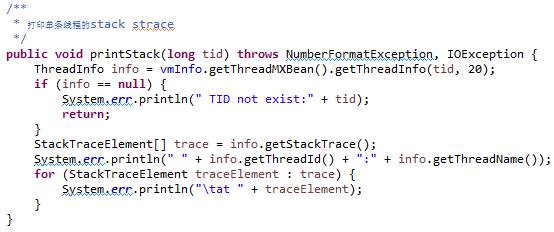 /**
 * 打印单条线程的stack strace
 */
public void printStack(long tid) throws NumberFormatException, IOException {
    ThreadInfo info = vmInfo.getThreadMXBean().getThreadInfo(tid, 20);
    if (info == null) {
        System.err.println(" TID not exist:" + tid);
        return;
    }
    StackTraceElement[] trace = info.getStackTrace();
    System.err.println(" " + info.getThreadId() + ":" + info.getThreadName());
    for (StackTraceElement traceElement : trace) {
        System.err.println("\tat " + traceElement);
    }
}